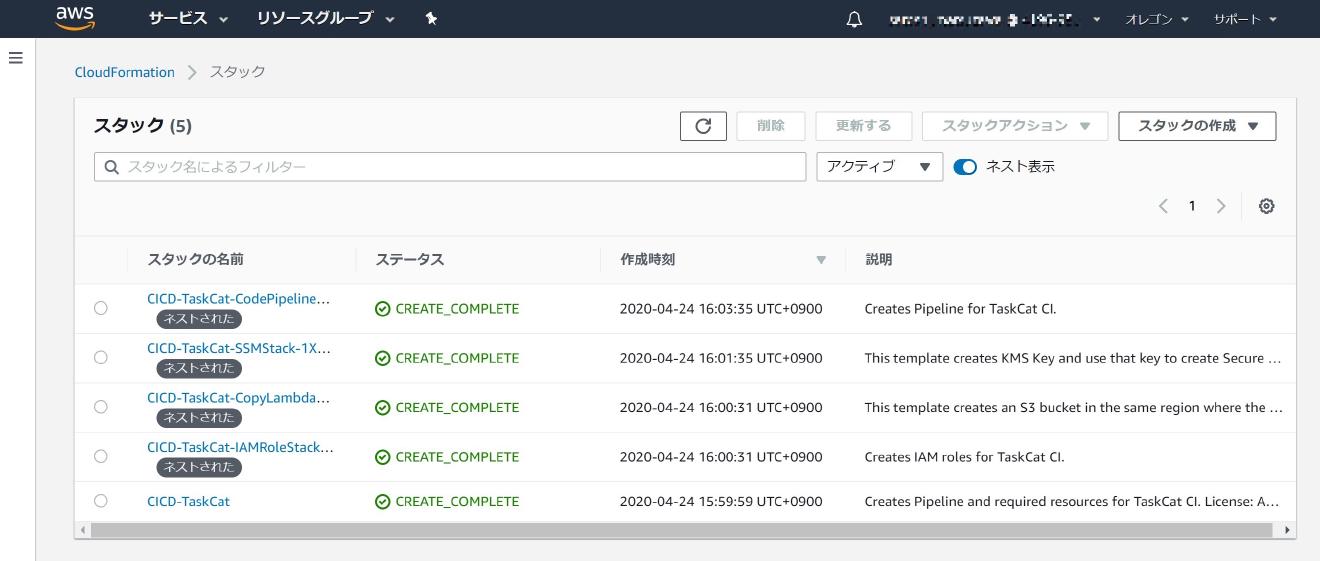 aws サービス リソースグループ オレゴン サポート
CloudFormation スタック
スタック (5) 削除 更新する スタックアクション スタックの作成
スタック名によるフィルター アクティブ ネスト表示
1
スタックの名前 ステータス 作成時刻 説明
CICD-TaskCat-CodePipeline...
ネストされた
CREATE_COMPLETE 2020-04-24 16:03:35 UTC+0900 Creates Pipeline for TaskCat CI.
CICD-TaskCat-SSMStack-1X...
ネストされた
CREATE_COMPLETE 2020-04-24 16:01:35 UTC+0900 This template creates KMS Key and use that key to create Secure ...
CICD-TaskCat-CopyLambda...
ネストされた
CREATE_COMPLETE 2020-04-24 16:00:31 UTC+0900 This template creates an S3 bucket in the same region where the ...
CICD-TaskCat-IAMRoleStack...
ネストされた
CREATE_COMPLETE 2020-04-24 16:00:31 UTC+0900 Creates IAM roles for TaskCat CI.
CICD-TaskCat CREATE_COMPLETE 2020-04-24 15:59:59 UTC+0900 Creates Pipeline and required resources for TaskCat CI. License: A...